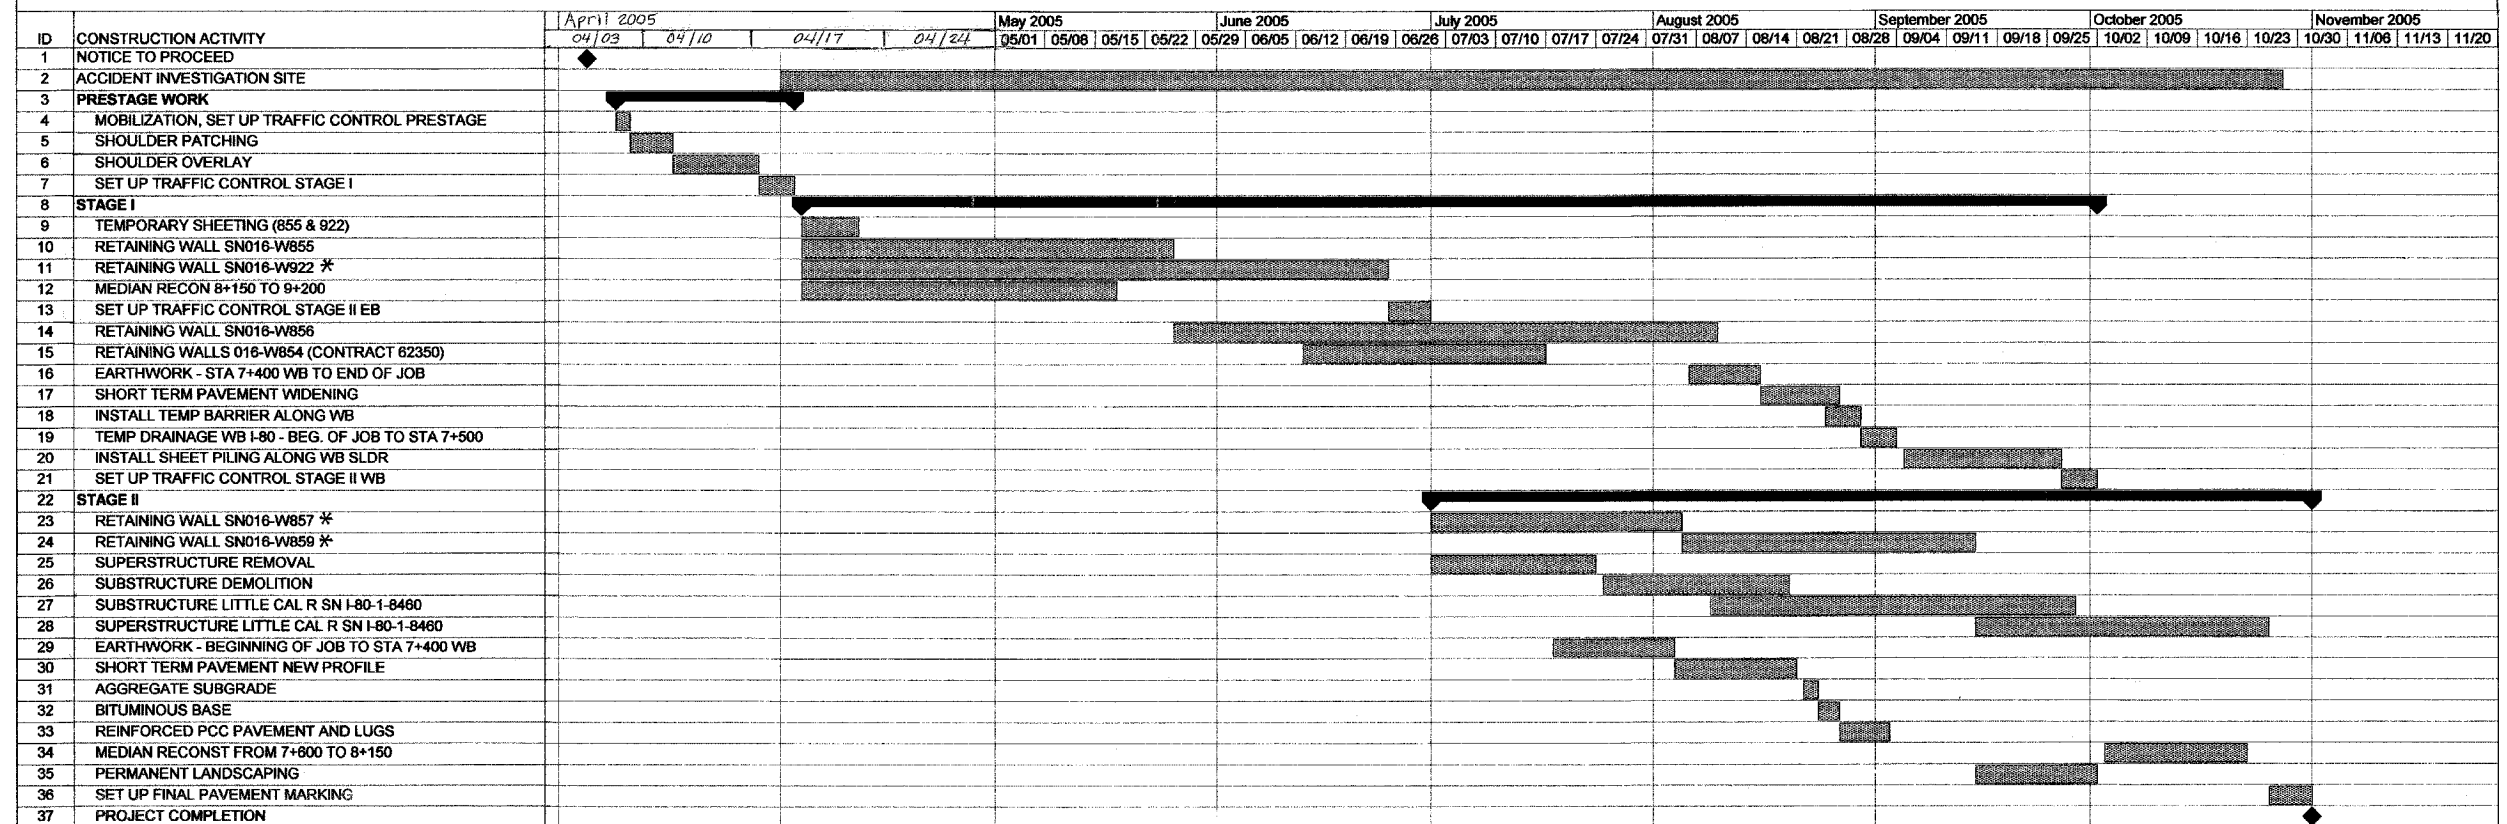 April 2005 May 2005 June 2005 July 2005 August 2005 September 2005 October 2005 November 2005
ID CONSTRUCTION ACTIVITY 04/03 04/10 04/17 04/24 05/01 05/08 05/15 05/22 05/29 06/05 06/12 06/19 06/26 07/03 07/10 07/17 07/24 07/31 08/07 08/14 08/21 08/28 09/04 09/11 09/18 09/25 10/02 10/09 10/16 10/23 10/30 11/06 11/13 11/20
1 NOTICE TO PROCEED
2 ACCIDENT INVESTIGATION SITE
3 PRESTAGE WORK
4 MOBILIZATION, SET UP TRAFFIC CONTROL PRESTAGE
5 SHOULDER PATCHING
6 SHOULDER OVERLAY
7 SET UP TRAFFIC CONTROL STAGE I
8 STAGE I
9 TEMPORARY SHEETING (855 & 922)
10 RETAINING WALL SN016-W855
11 RETAINING WALL SN016-W922 *
12 MEDIAN RECON 8+150 TO 9+200
13 SET UP TRAFFIC CONTROL STAGE II EB
14 RETAINING WALL SN016-W856
15 RETAINING WALLS 016-W854 (CONTRACT 62350)
16 EARTHWORK - STA 7+400 WB TO END OF JOB
17 SHORT TERM PAVEMENT WIDENING
18 INSTALL TEMP BARRIER ALONG WB
19 TEMP DRAINAGE WB I-80 - BEG. OF JOB TO STA 7+500
20 INSTALL SHEET PILING ALONG WB SLDR
21 SET UP TRAFFIC CONTROL STAGE II WB
22 STAGE II
23 RETAINING WALL SN016-W857 *
24 RETAINING WALL SN016-W859 *
25 SUPERSTRUCTURE REMOVAL
26 SUBSTRUCTURE DEMOLITION
27 SUBSTRUCTURE LITTLE CAL R SN I-80-1-8460
28 SUPERSTRUCTURE LITTLE CAL R SN I-80-1-8460
29 EARTHWORK - BEGINNING OF JOB TO STA 7+400 WB
30 SHORT TERM PAVEMENT NEW PROFILE
31 AGGREGATE SUBGRADE
32 BITUMINOUS BASE
33 REINFORCED PCC PAVEMENT AND LUGS
34 MEDIAN RECONST FROM 7+600 TO 8+150
35 PERMANENT LANDSCAPING
36 SET UP FINAL PAVEMENT MARKING
37 PROJECT COMPLETION